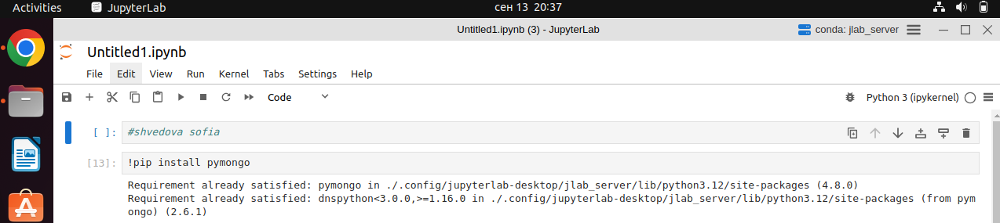 Activities JupyterLab сен 13 20:37
Untitled1.ipynb (3) - JupyterLab conda: jlab_server
Untitled1.ipynb
File Edit View Run Kernel Tabs Settings Help
Code Python 3 (ipykernel)
[ ]: #shvedova sofia
[13]: !pip install pymongo
Requirement already satisfied: pymongo in ./.config/jupyterlab-desktop/jlab_server/lib/python3.12/site-packages (4.8.0)
Requirement already satisfied: dnspython<3.0.0,>=1.16.0 in ./.config/jupyterlab-desktop/jlab_server/lib/python3.12/site-packages (from pym
ongo) (2.6.1)